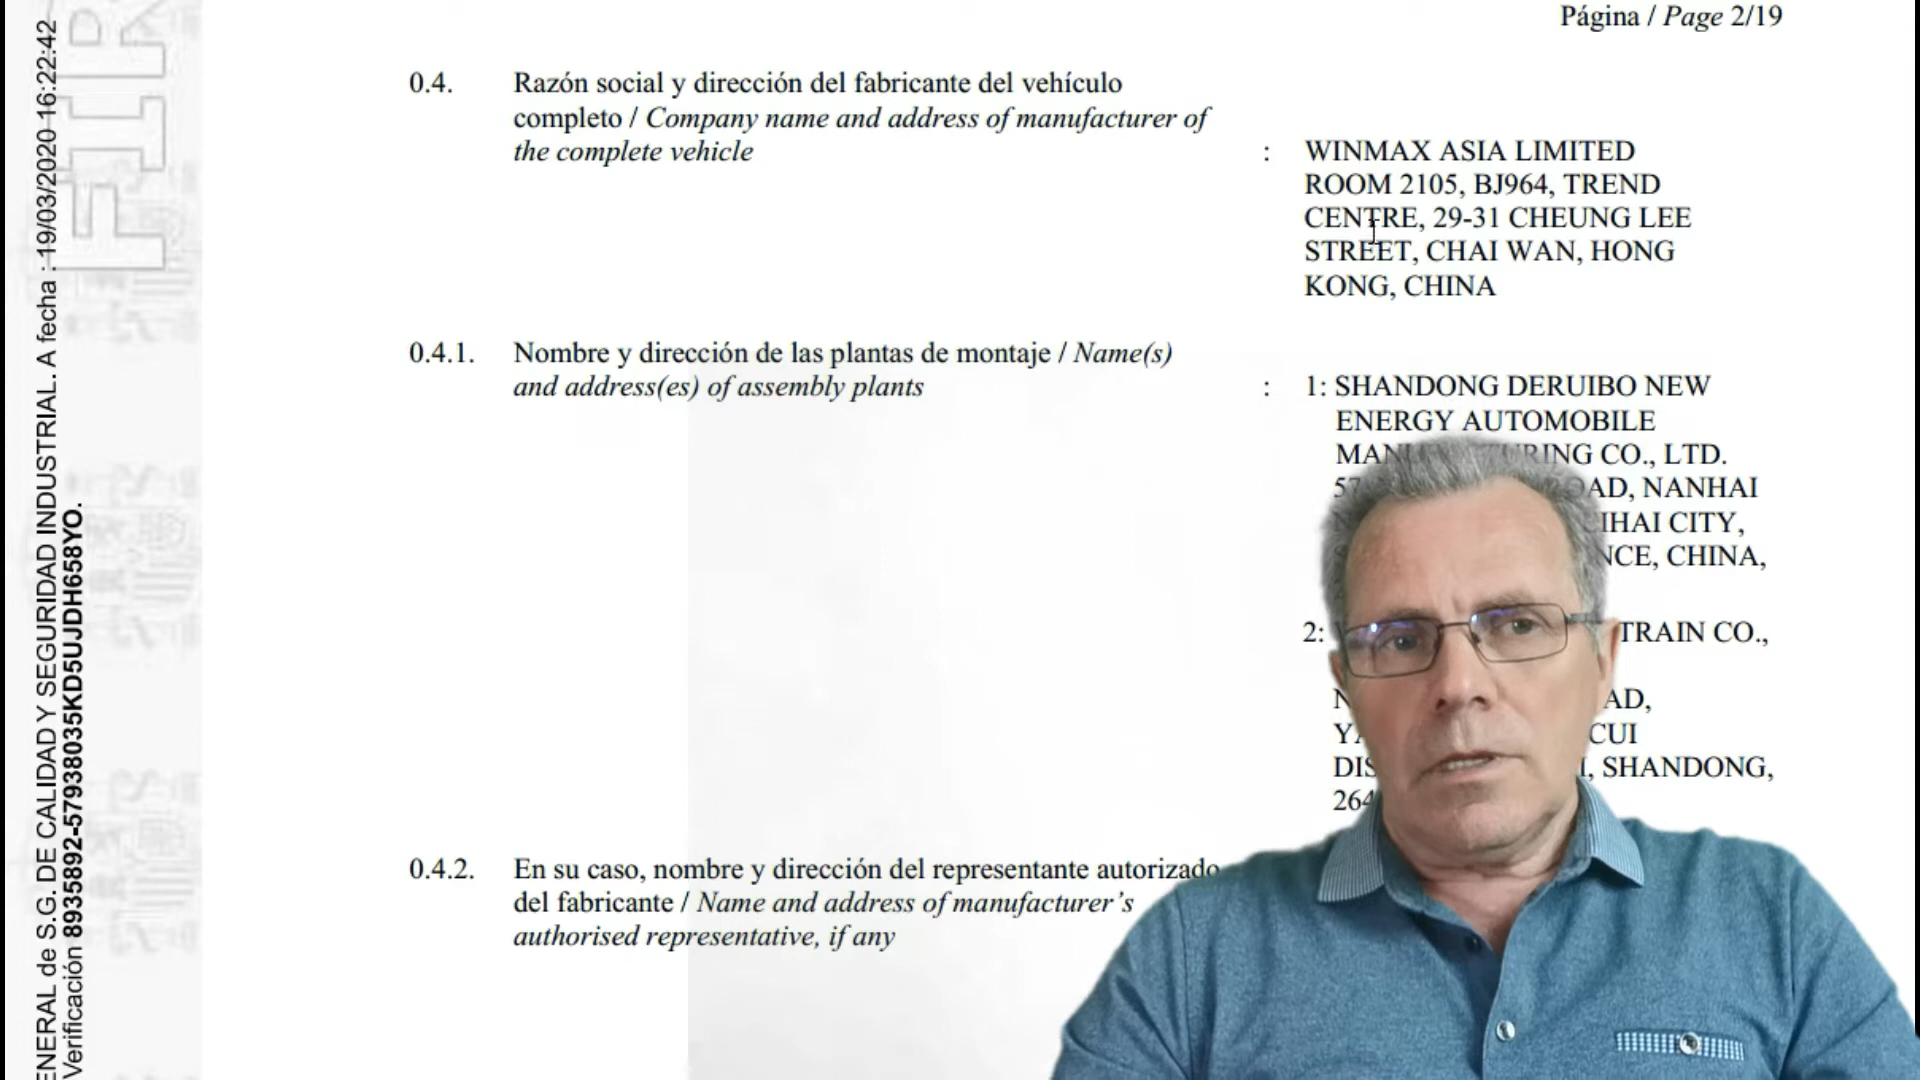 Página / Page 2/19
0.4. Razón social y dirección del fabricante del vehículo
completo / Company name and address of manufacturer of
the complete vehicle
: WINMAX ASIA LIMITED
ROOM 2105, BJ964, TREND
CENTRE, 29-31 CHEUNG LEE
STREET, CHAI WAN, HONG
KONG, CHINA
0.4.1. Nombre y dirección de las plantas de montaje / Name(s)
and address(es) of assembly plants
: 1: SHANDONG DERUIBO NEW
ENERGY AUTOMOBILE
CO., LTD.
NANHAI
CITY,
CHINA,
2: TRAIN CO.,
SHANDONG,
0.4.2. En su caso, nombre y dirección del representante autorizado
del fabricante / Name and address of manufacturer’s
authorised representative, if any
ENERAL de S.G. DE CALIDAD Y SEGURIDAD INDUSTRIAL. A fecha : 19/03/2020 16:22:42
Verificación 8935892-57938035KD5UJDH658YO.
FIR